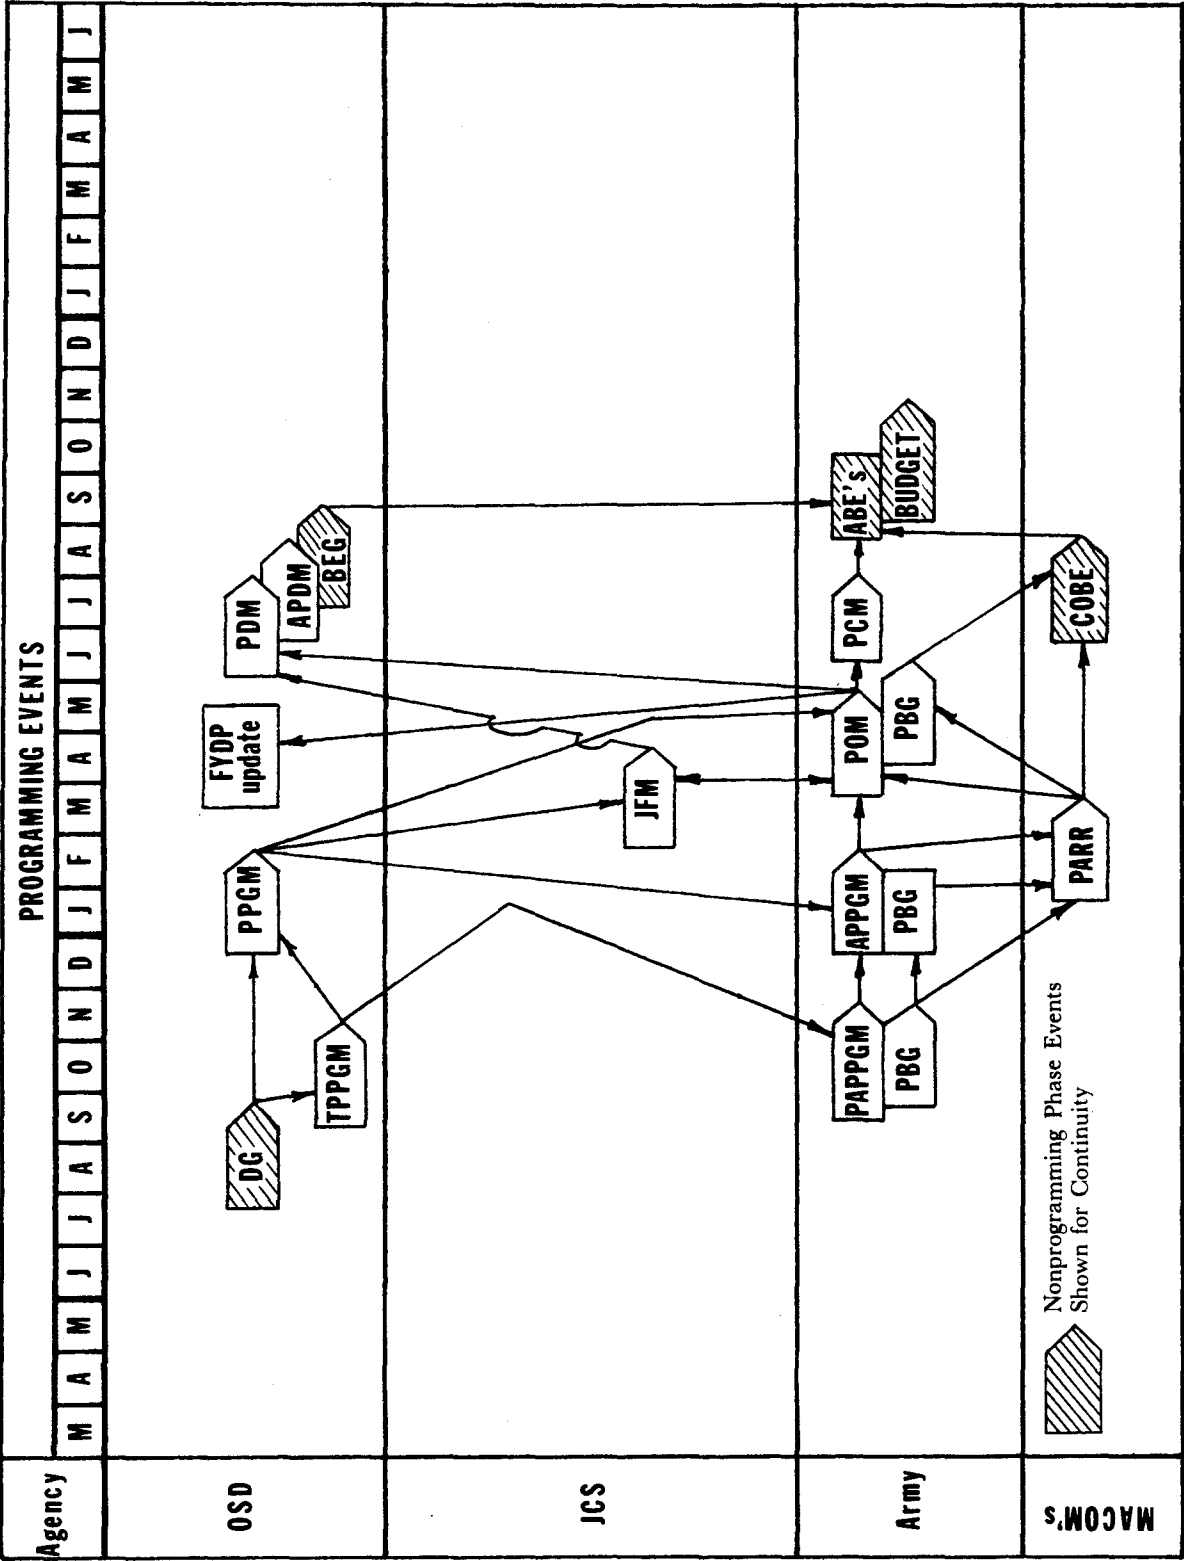 PROGRAMMING EVENTS
Agency
M A M J J A S O N D J F M A M J J A S O N D J F M A M J
OSD
DG
TPPGM
PPGM
FYDP
update
PDM
APDM
BEG
JCS
JFM
Army
PAPPGM
PBG
APPGM
PBG
POM
PBG
PCM
ABE's
BUDGET
MACOM's
PARR
COBE
Nonprogramming Phase Events
Shown for Continuity